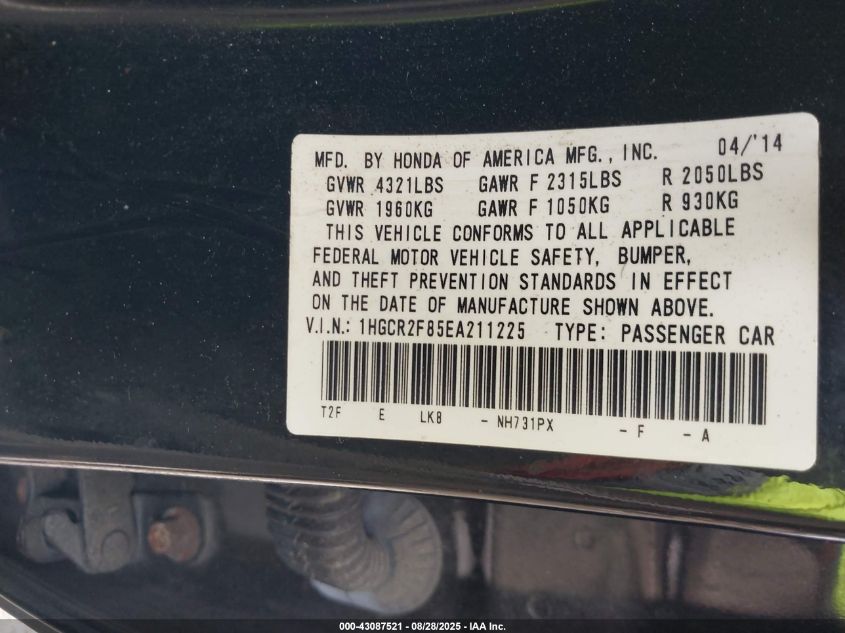 MFD. BY HONDA OF AMERICA MFG., INC. 04/'14
GVWR 4321LBS GAWR F 2315LBS R 2050LBS
GVWR 1960KG GAWR F 1050KG R 930KG
THIS VEHICLE CONFORMS TO ALL APPLICABLE
FEDERAL MOTOR VEHICLE SAFETY, BUMPER,
AND THEFT PREVENTION STANDARDS IN EFFECT
ON THE DATE OF MANUFACTURE SHOWN ABOVE.
V.I.N.: 1HGCR2F85EA211225 TYPE: PASSENGER CAR
T2F E LKB - NH731PX - F - A
000-43087521 - 08/28/2025 - IAA Inc.